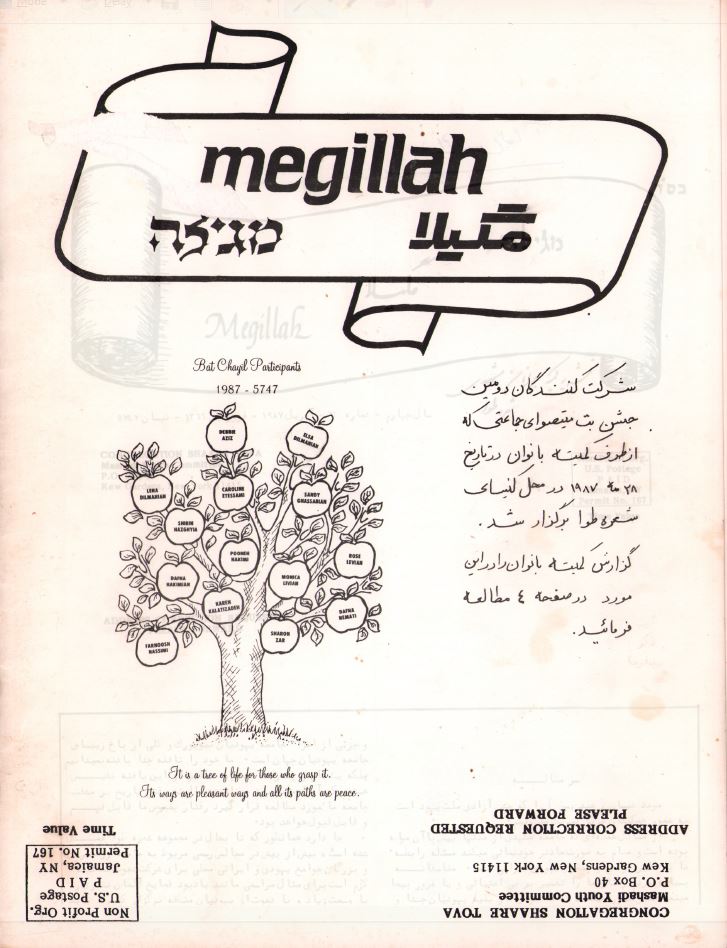 megillah
מגילה
مگیلا
Bat Chayil Participants
1987 - 5747
DEBBIE
AZIZ
ELSA
DILMANIAN
LENA
DILMANIAN
CAROLINE
ETESSAMI
SANDY
GHASSABIAN
SHIRIN
HAZGHYIA
POONEH
HAKIMI
ROSE
LEVIAN
DAFNA
HAKIMIAN
MONICA
LEVIAN
KAREN
KALATIZADEH
DAFNA
NEMATI
SHARON
ZAR
FARNOOSH
NASSIMI
It is a tree of life for those who grasp it.
Its ways are pleasant ways and all its paths are peace.
شرکت کنندگان دومین
جشن بت میتصوای جماعتی که
از طرف کمیته بانوان در تاریخ
۲۸ مه ۱۹۸۷ در محل کنیسای
شعره طوا برگذار شد.
گزارش کمیته بانوان را در این
مورد در صفحه ٤ مطالعه
فرمائید.
CONGREGATION SHAARE TOVA
Mashadi Youth Committee
P.O. Box 40
Kew Gardens, New York 11415
ADDRESS CORRECTION REQUESTED
PLEASE FORWARD
Non Profit Org.
U.S. Postage
PAID
Jamaica, NY
Permit No. 167
Time Value